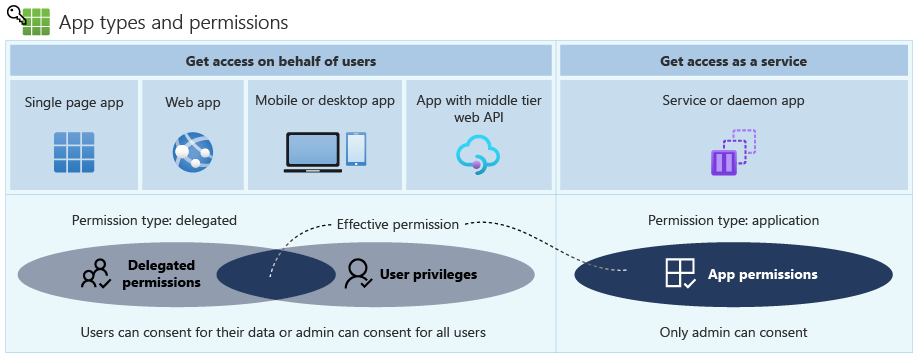 App types and permissions
Get access on behalf of users
Get access as a service
Single page app
Web app
Mobile or desktop app
App with middle tier
web API
Service or daemon app
Permission type: delegated
Effective permission
Permission type: application
Delegated
permissions
User privileges
App permissions
Users can consent for their data or admin can consent for all users
Only admin can consent